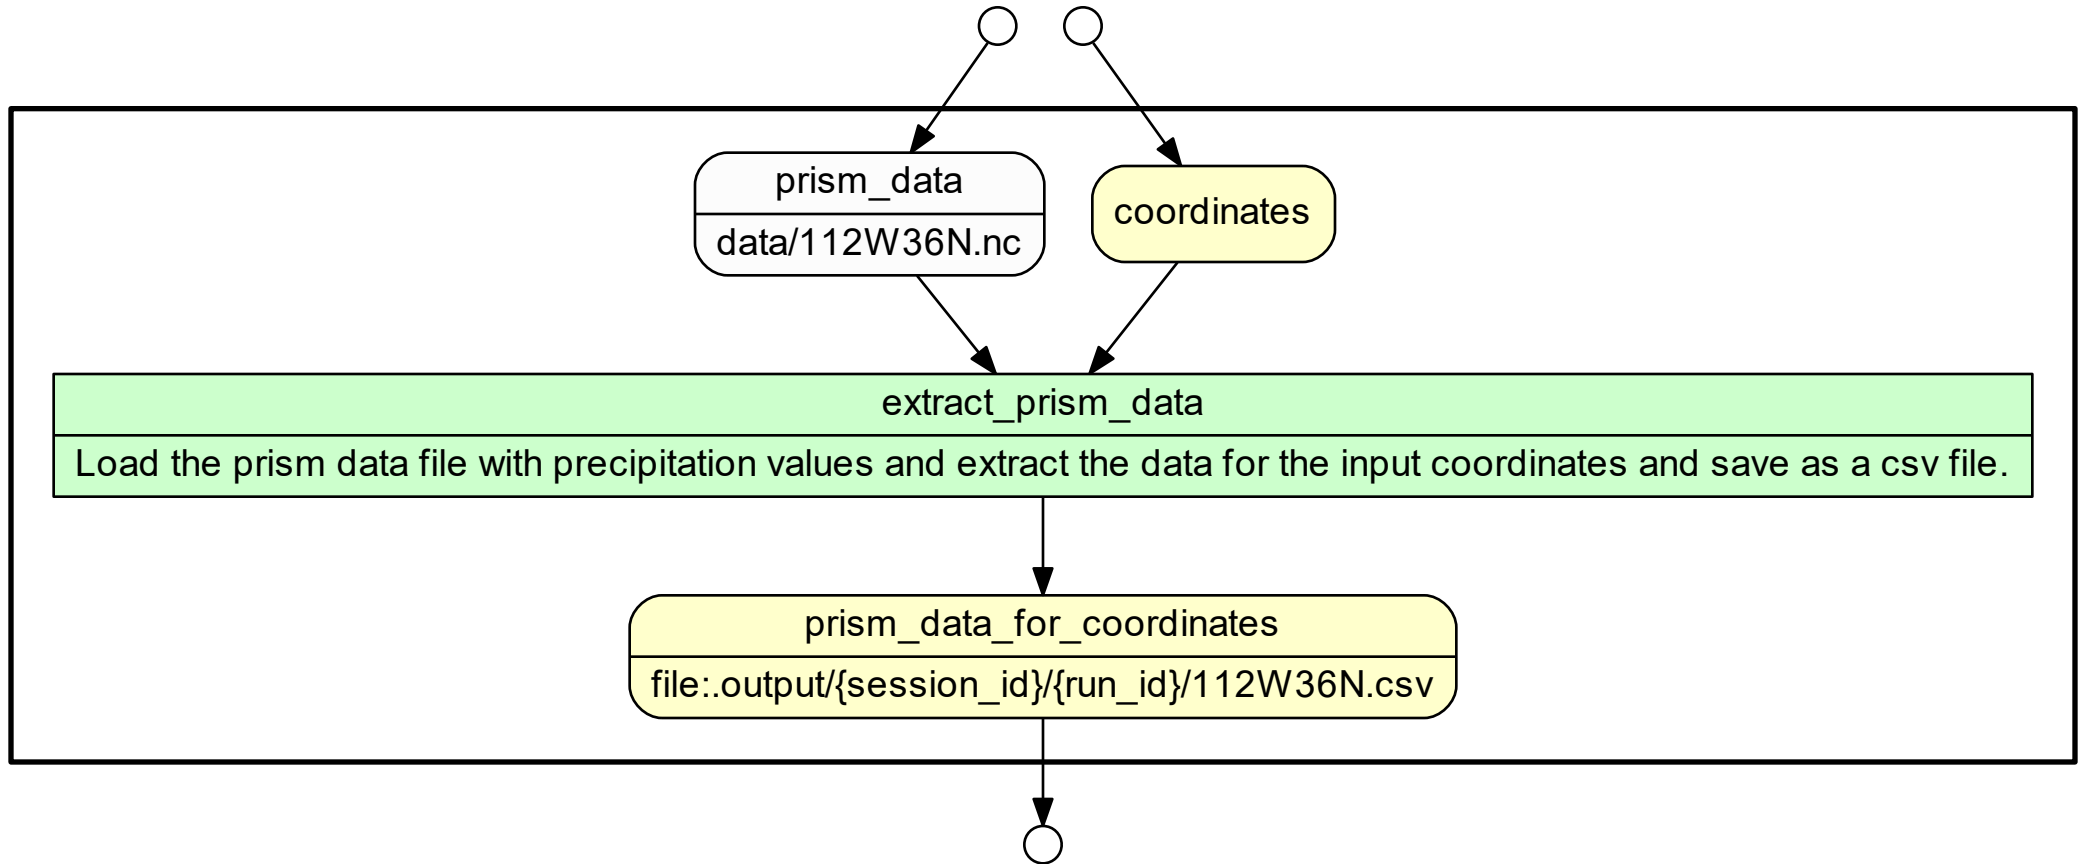 prism_data
data/112W36N.nc
coordinates
extract_prism_data
Load the prism data file with precipitation values and extract the data for the input coordinates and save as a csv file.
prism_data_for_coordinates
file:.output/{session_id}/{run_id}/112W36N.csv